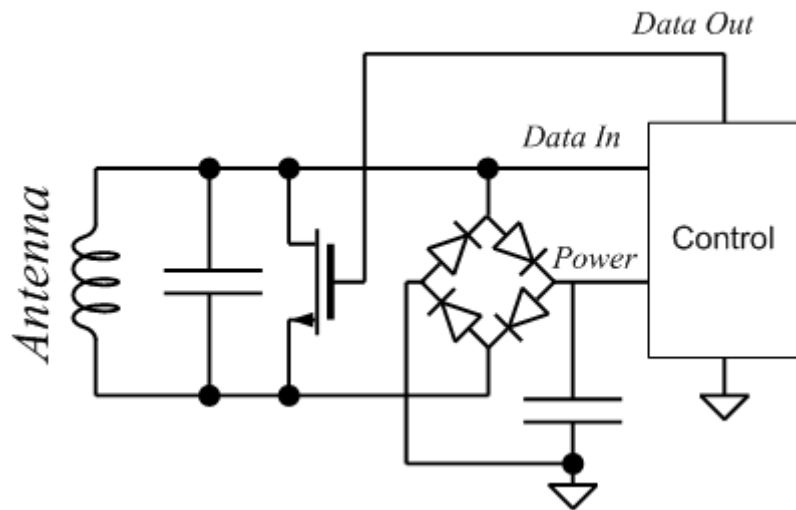 Data Out
Data In
Antenna
Control
Power